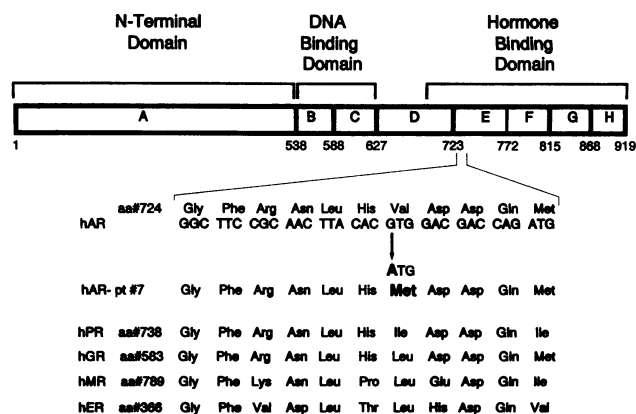 N-Terminal Domain
DNA Binding Domain
Hormone Binding Domain
A B C D E F G H
1 538 588 627 723 772 815 868 919
aa#724 Gly Phe Arg Asn Leu His Val Asp Asp Gln Met
hAR GGC TTC CGC AAC TTA CAC GTG GAC GAC CAG ATG
ATG
hAR- pt #7 Gly Phe Arg Asn Leu His Met Asp Asp Gln Met
hPR aa#738 Gly Phe Arg Asn Leu His Ile Asp Asp Gln Ile
hGR aa#583 Gly Phe Arg Asn Leu His Leu Asp Asp Gln Met
hMR aa#789 Gly Phe Lys Asn Leu Pro Leu Glu Asp Gln Ile
hER aa#366 Gly Phe Val Asp Leu Thr Leu His Asp Gln Val